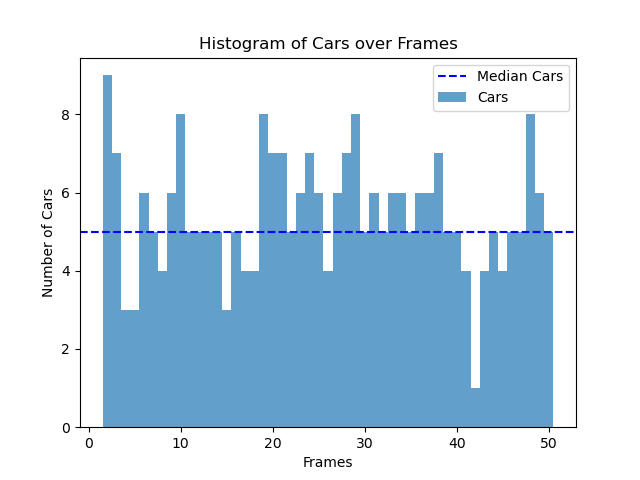 Histogram of Cars over Frames
Median Cars
Cars
Number of Cars
8
6
4
2
0
0 10 20 30 40 50
Frames